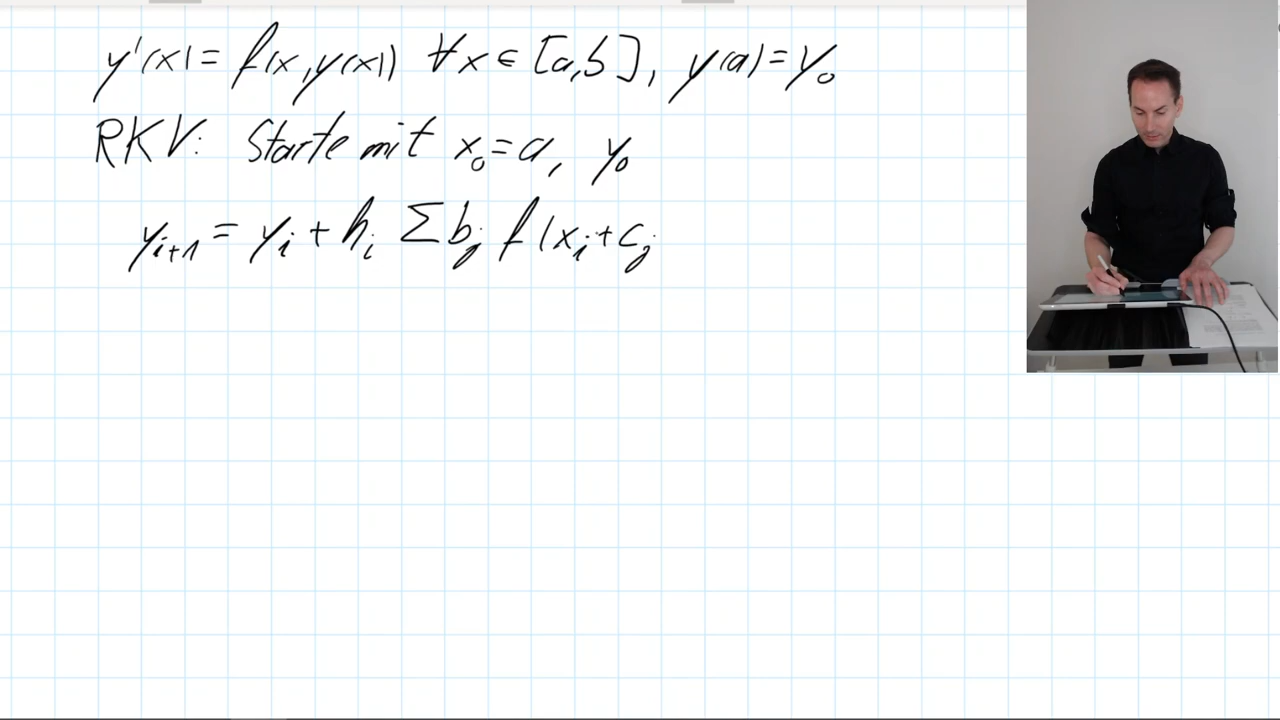 y'(x) = f(x, y(x)) ∀x ∈ [a,b], y(a) = y₀
RKV: Starte mit x₀ = a, y₀
yᵢ₊₁ = yᵢ + hᵢ Σ bⱼ f(xᵢ + cⱼ